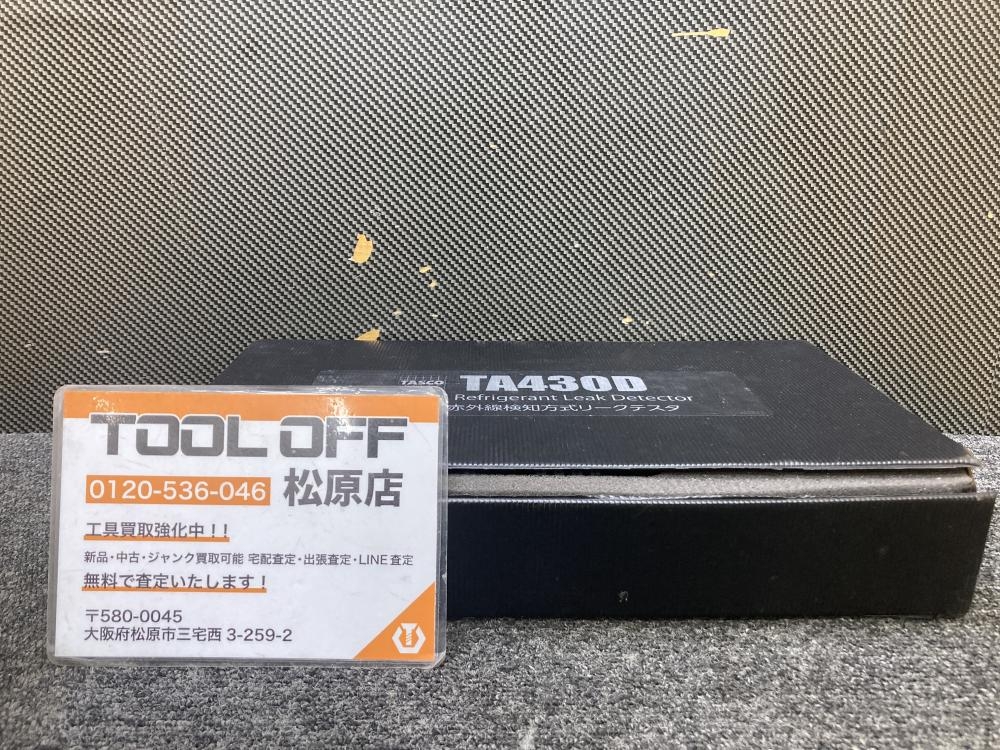 TASCO TA430D
Refrigerant Leak Detector
赤外線検知方式リークテスタ
TOOL OFF
0120-536-046 松原店
工具買取強化中!!
新品・中古・ジャンク買取可能 宅配査定・出張査定・LINE査定
無料で査定いたします!
〒580-0045
大阪府松原市三宅西 3-259-2